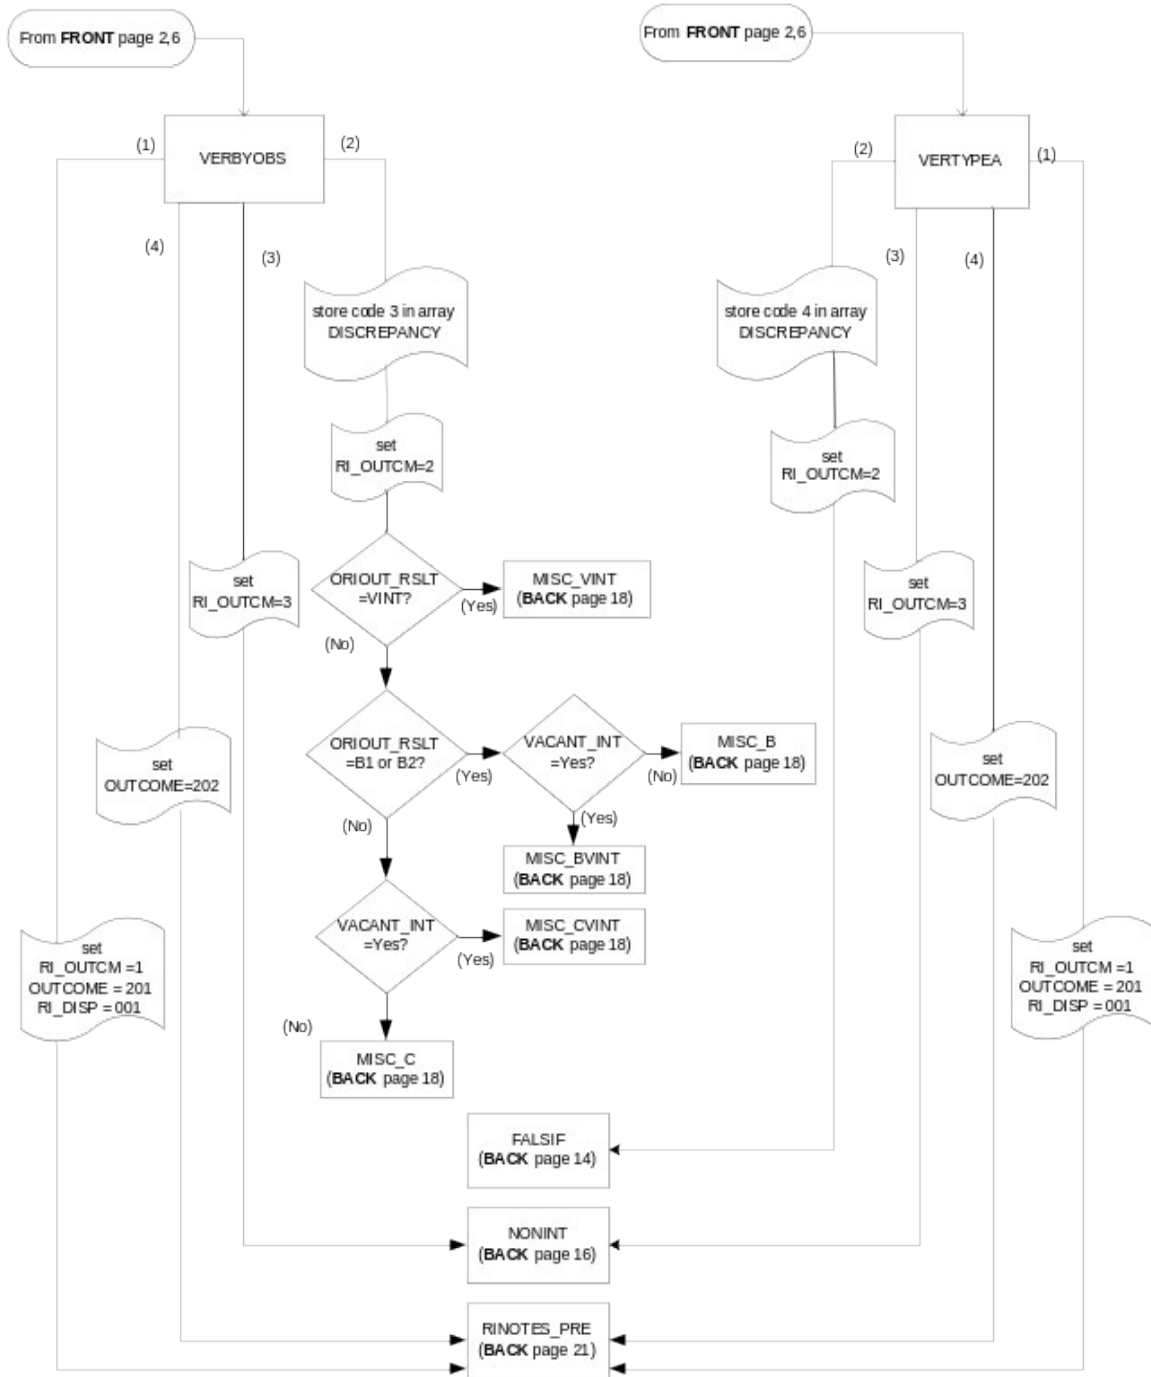 From FRONT page 2,6
From FRONT page 2,6
(1)
VERBYOBS
(2)
(2)
VERTYPEA
(1)
(4)
(3)
(3)
(4)
store code 3 in array
DISCREPANCY
store code 4 in array
DISCREPANCY
set
RI_OUTCM=2
set
RI_OUTCM=2
set
RI_OUTCM=3
ORIOUT_RSLT
=VINT?
(Yes)
MISC_VINT
(BACK page 18)
set
RI_OUTCM=3
(No)
set
OUTCOME=202
ORIOUT_RSLT
=B1 or B2?
(Yes)
VACANT_INT
=Yes?
(No)
MISC_B
(BACK page 18)
set
OUTCOME=202
(No)
(Yes)
MISC_BVINT
(BACK page 18)
VACANT_INT
=Yes?
(Yes)
MISC_CVINT
(BACK page 18)
set
RI_OUTCM =1
OUTCOME = 201
RI_DISP = 001
set
RI_OUTCM =1
OUTCOME = 201
RI_DISP = 001
(No)
MISC_C
(BACK page 18)
FALSIF
(BACK page 14)
NONINT
(BACK page 16)
RINOTES_PRE
(BACK page 21)